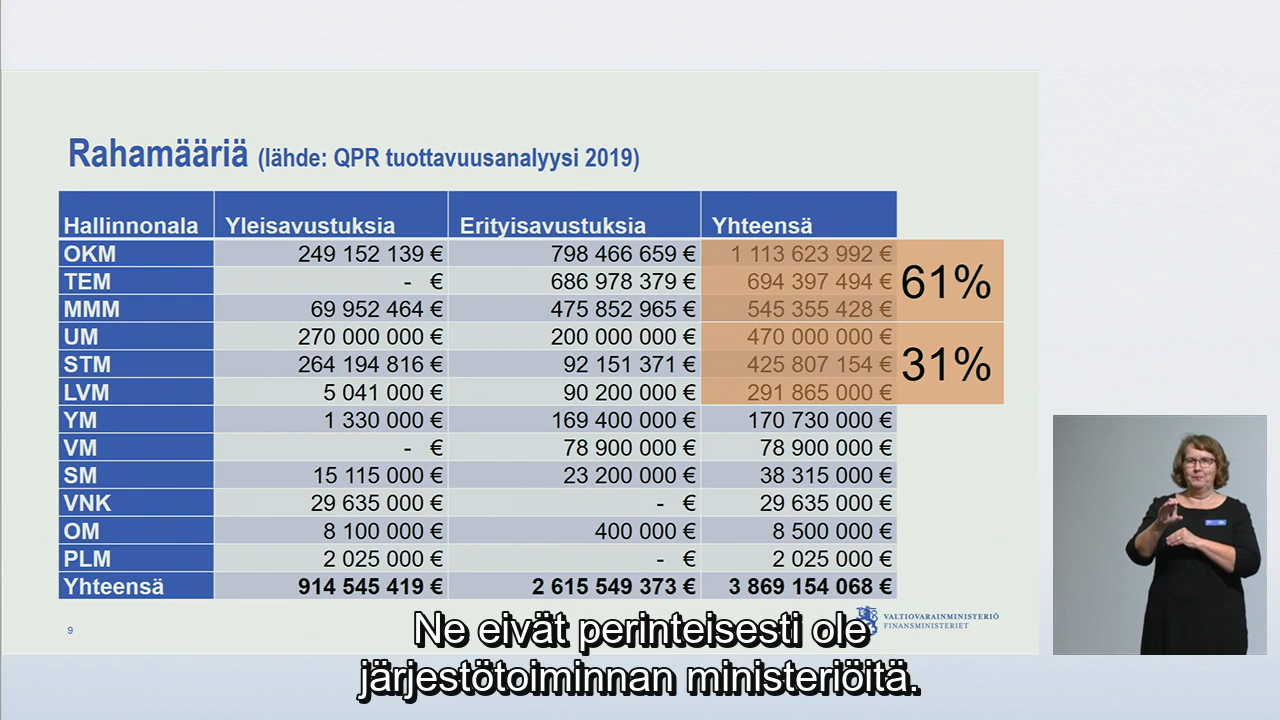 Rahamääriä (lähde: QPR tuottavuusanalyysi 2019)
Hallinnonala Yleisavustuksia Erityisavustuksia Yhteensä
OKM 249 152 139 € 798 466 659 € 1 113 623 992 €
TEM - € 686 978 379 € 694 397 494 € 61%
MMM 69 952 464 € 475 852 965 € 545 355 428 €
UM 270 000 000 € 200 000 000 € 470 000 000 €
STM 264 194 816 € 92 151 371 € 425 807 154 € 31%
LVM 5 041 000 € 90 200 000 € 291 865 000 €
YM 1 330 000 € 169 400 000 € 170 730 000 €
VM - € 78 900 000 € 78 900 000 €
SM 15 115 000 € 23 200 000 € 38 315 000 €
VNK 29 635 000 € - € 29 635 000 €
OM 8 100 000 € 400 000 € 8 500 000 €
PLM 2 025 000 € - € 2 025 000 €
Yhteensä 914 545 419 € 2 615 549 373 € 3 869 154 068 €
9
VALTIOVARAINMINISTERIÖ
FINANSMINISTERIET
Ne eivät perinteisesti ole
järjestötoiminnan ministeriöitä.